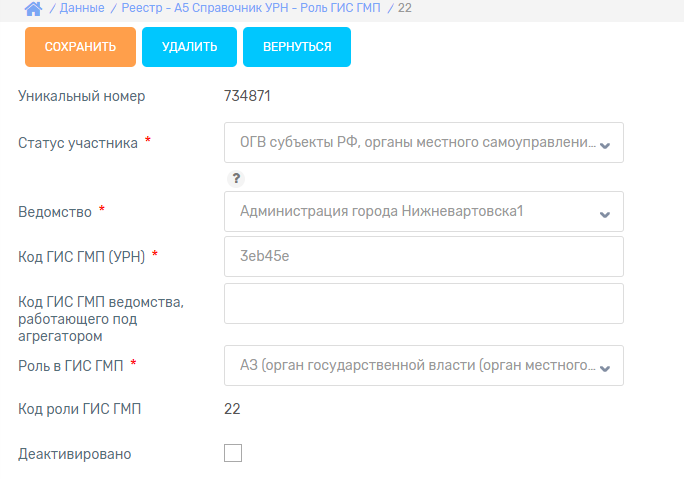 / Данные / Реестр - А5 Справочник УРН - Роль ГИС ГМП / 22
СОХРАНИТЬ УДАЛИТЬ ВЕРНУТЬСЯ
Уникальный номер 734871
Статус участника * ОГВ субъекты РФ, органы местного самоуправлени...
?
Ведомство * Администрация города Нижневартовска1
Код ГИС ГМП (УРН) * 3eb45e
Код ГИС ГМП ведомства,
работающего под
агрегатором
Роль в ГИС ГМП * АЗ (орган государственной власти (орган местного...
Код роли ГИС ГМП 22
Деактивировано